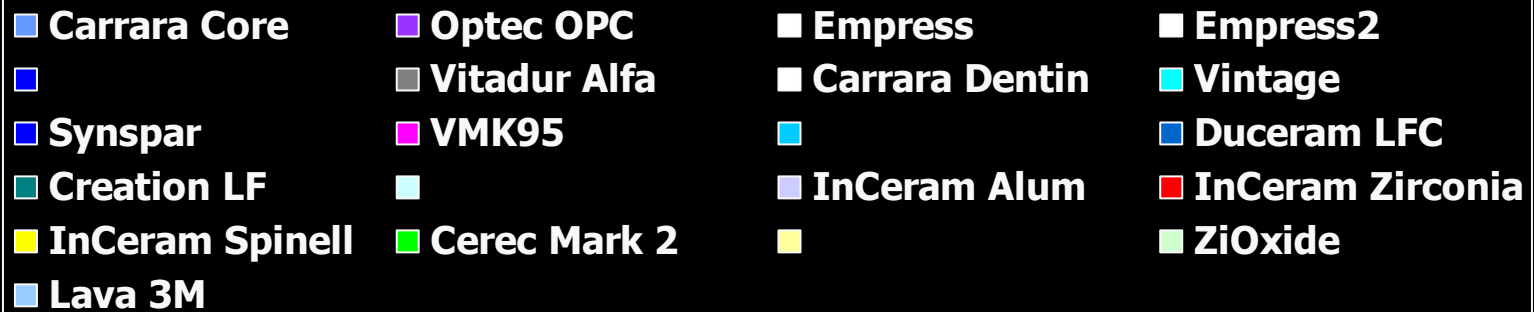 Carrara Core Optec OPC Empress Empress2
Vitadur Alfa Carrara Dentin Vintage
Synspar VMK95 Duceram LFC
Creation LF InCeram Alum InCeram Zirconia
InCeram Spinell Cerec Mark 2 ZiOxide
Lava 3M